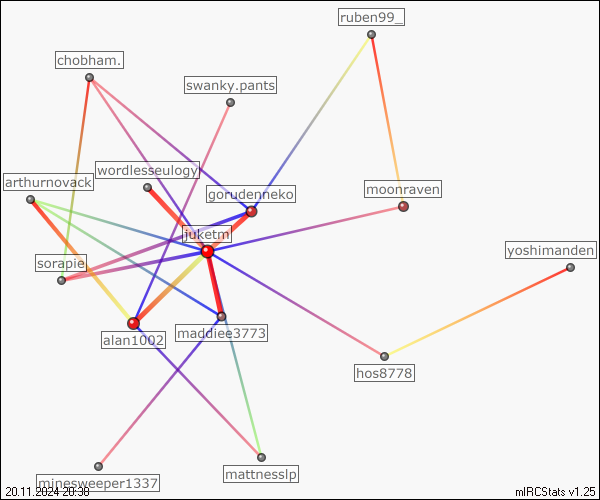 ruben99_
chobham.
swanky.pants
wordlesseulogy
arthurnovack
moonraven
gorudenneko
juketm
yoshimanden
sorapie
alan1002
maddiee3773
hos8778
mattnesslp
minesweeper1337
20.11.2024 20:38
mIRCStats v1.25